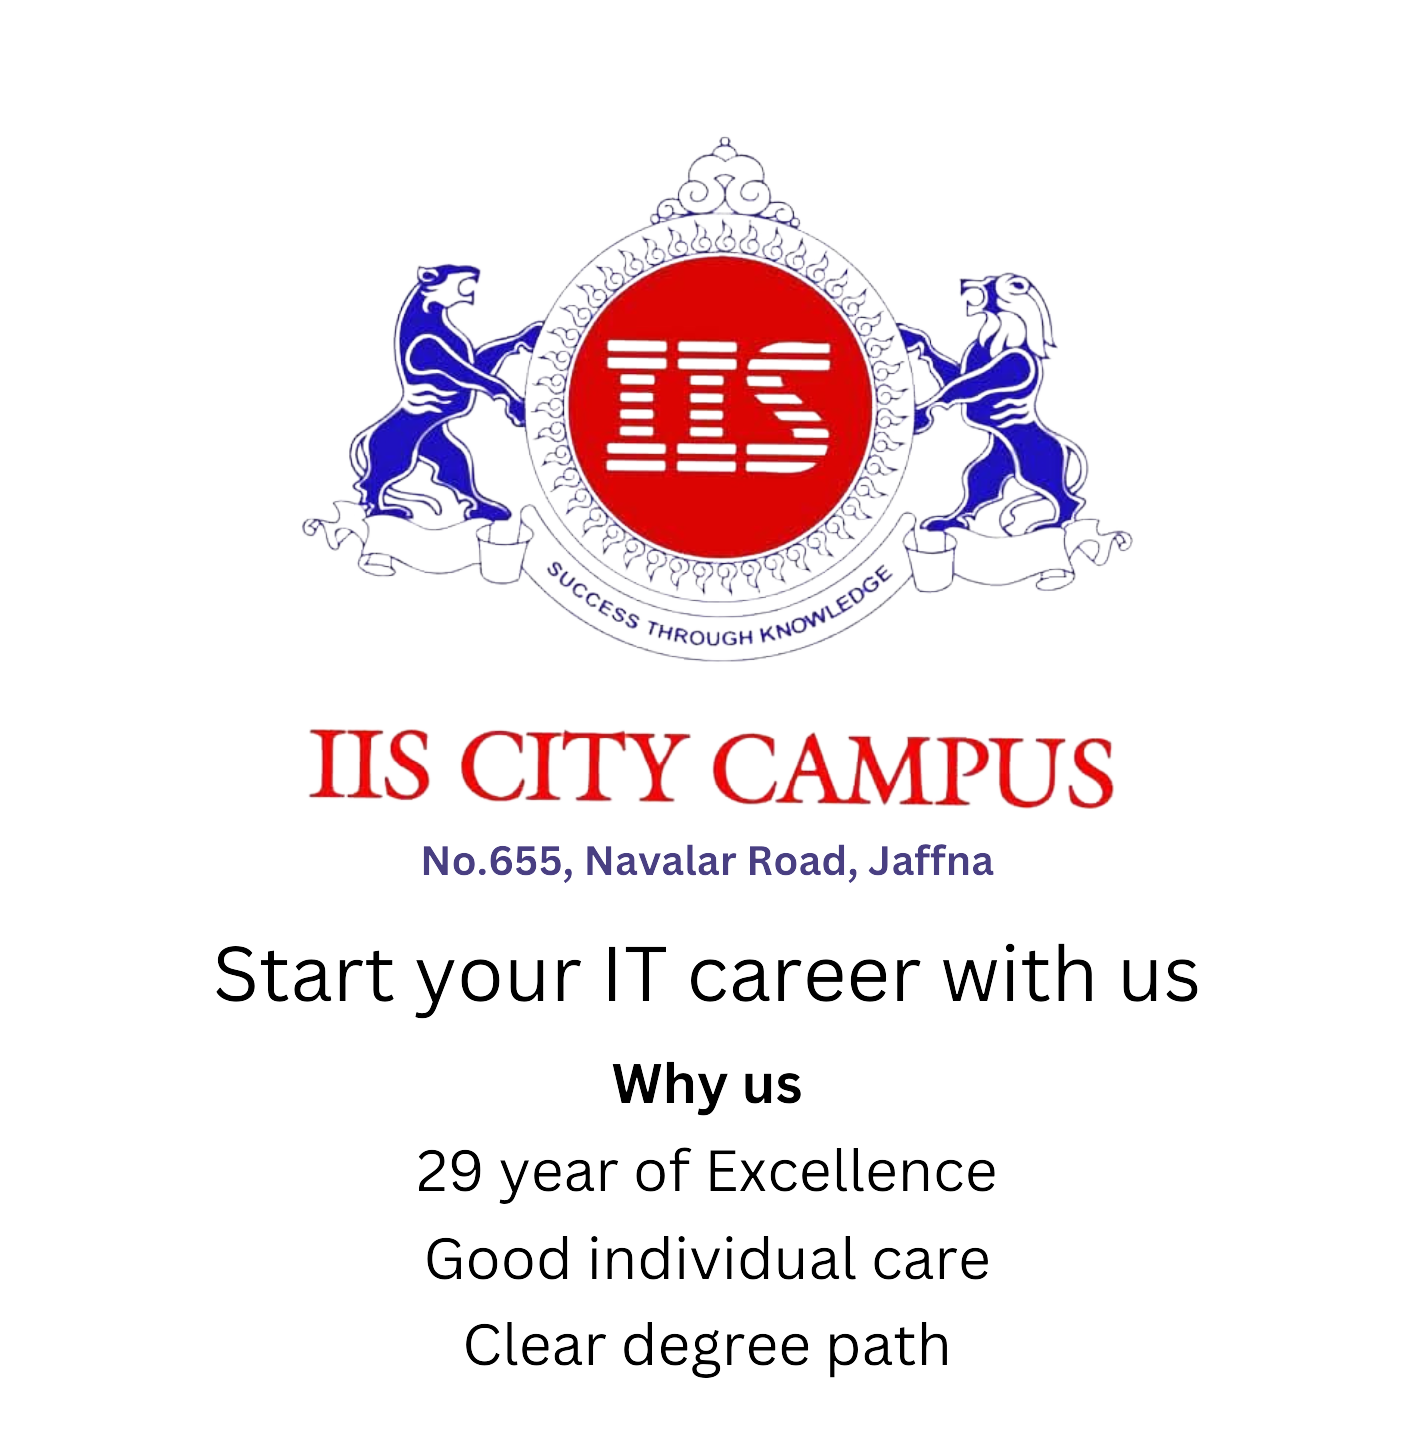 IIS
SUCCESS THROUGH KNOWLEDGE
IIS CITY CAMPUS
No.655, Navalar Road, Jaffna
Start your IT career with us
Why us
29 year of Excellence
Good individual care
Clear degree path